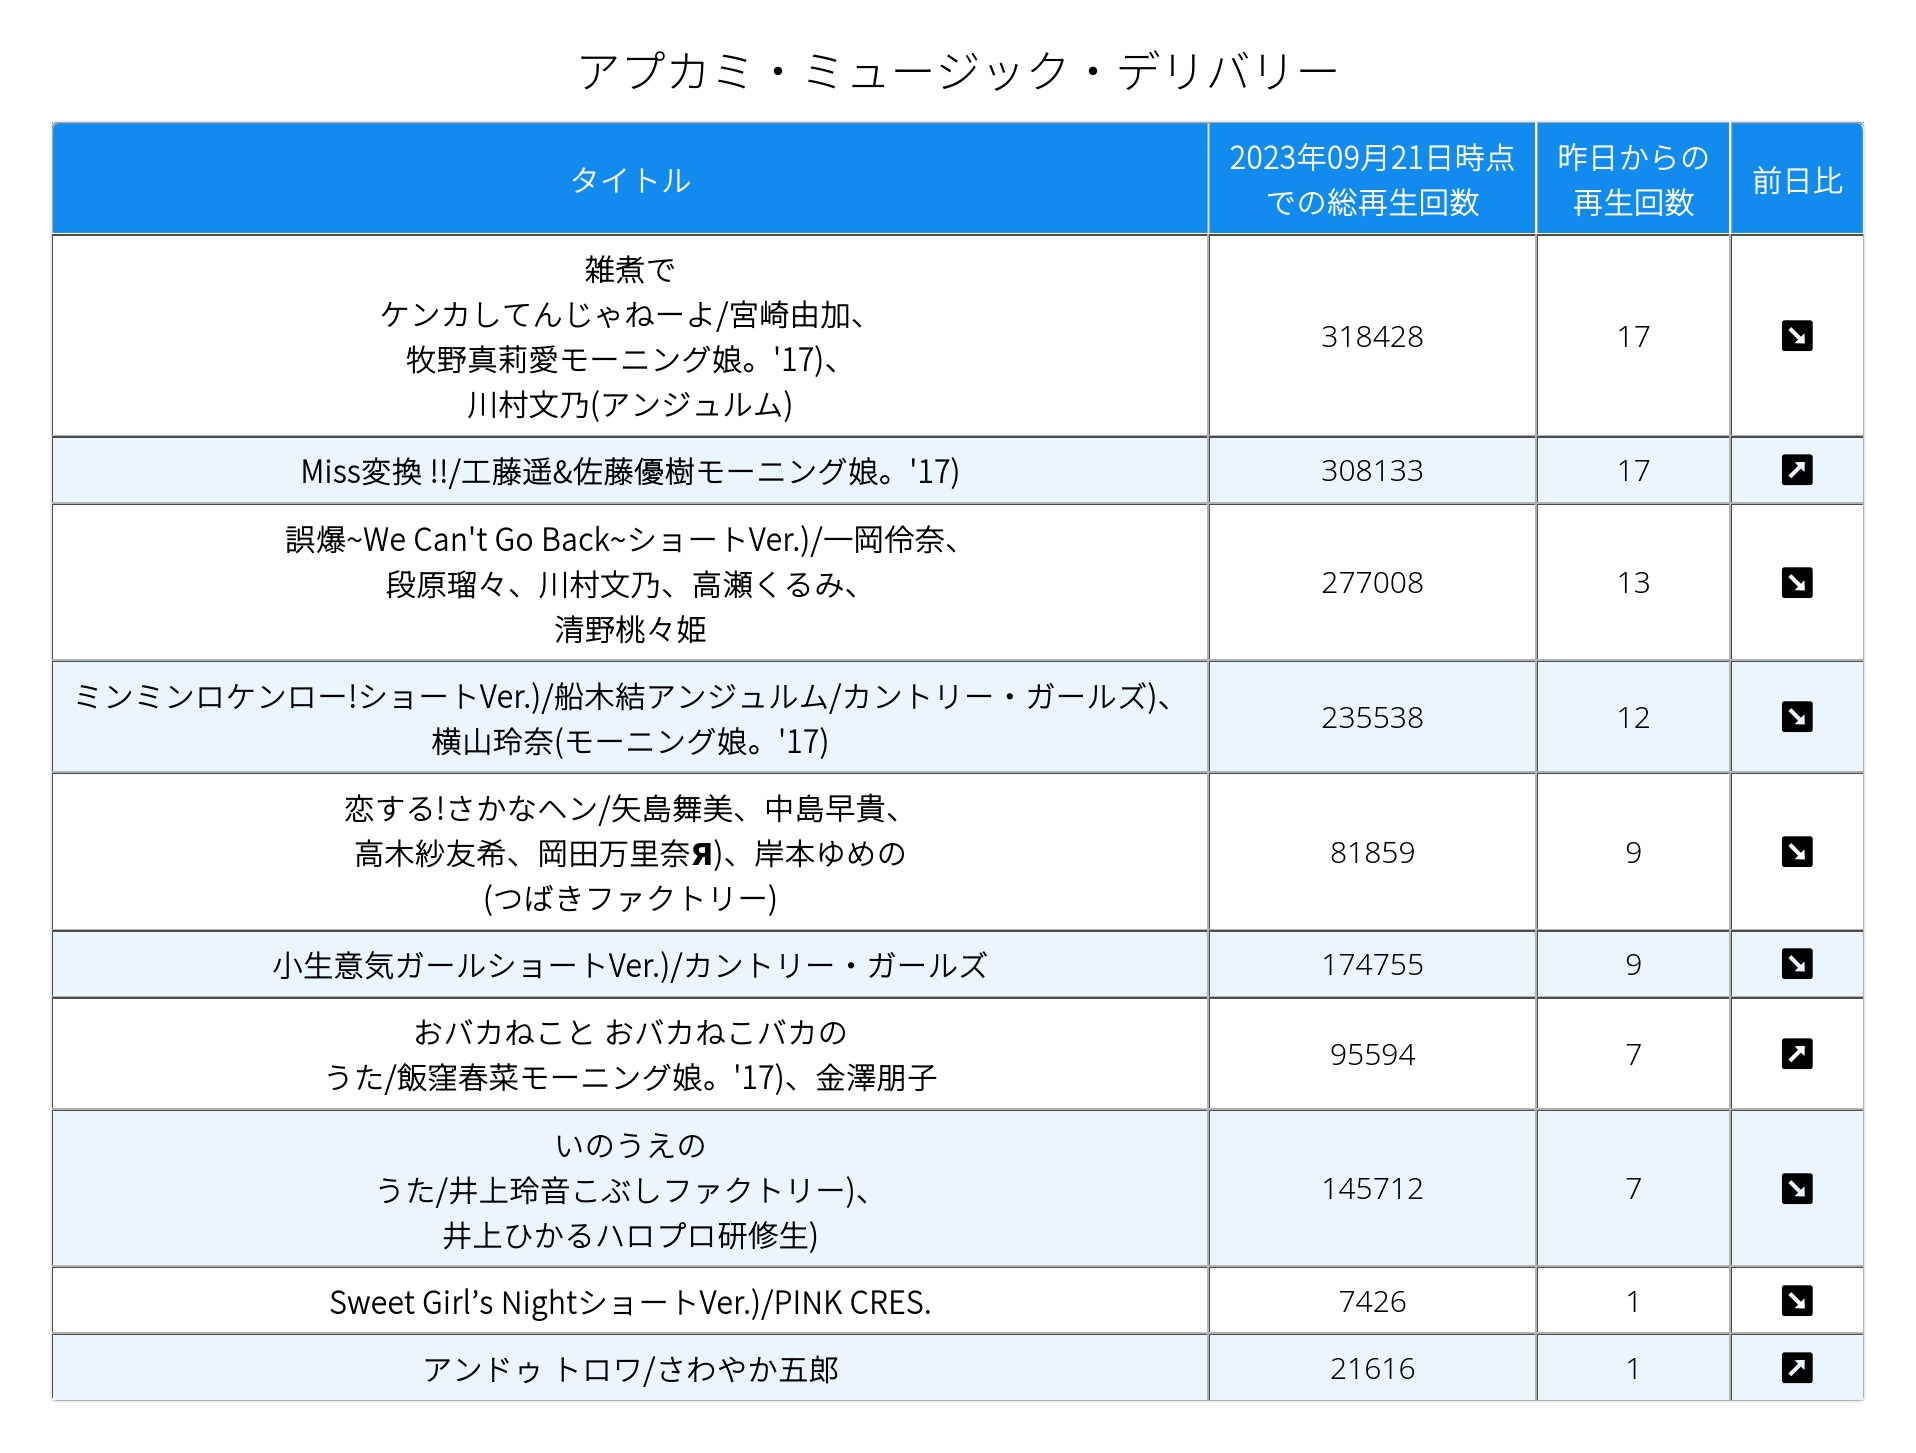 アプカミ・ミュージック・デリバリー
タイトル
2023年09月21日時点
での総再生回数
昨日からの
再生回数
前日比
雑煮で
ケンカしてんじゃねーよ/宮崎由加、
牧野真莉愛モーニング娘。'17)、
川村文乃(アンジュルム)
318428
17
↘
Miss変換 !!/工藤遥&佐藤優樹モーニング娘。'17)
308133
17
↗
誤爆~We Can't Go Back~ショートVer.)/一岡伶奈、
段原瑠々、川村文乃、高瀬くるみ、
清野桃々姫
277008
13
↘
ミンミンロケンロー!ショートVer.)/船木結アンジュルム/カントリー・ガールズ)、
横山玲奈(モーニング娘。'17)
235538
12
↘
恋する!さかなヘン/矢島舞美、中島早貴、
高木紗友希、岡田万里奈Я)、岸本ゆめの
(つばきファクトリー)
81859
9
↘
小生意気ガールショートVer.)/カントリー・ガールズ
174755
9
↘
おバカねこと おバカねこバカの
うた/飯窪春菜モーニング娘。'17)、金澤朋子
95594
7
↗
いのうえの
うた/井上玲音こぶしファクトリー)、
井上ひかるハロプロ研修生)
145712
7
↘
Sweet Girl’s NightショートVer.)/PINK CRES.
7426
1
↘
アンドゥ トロワ/さわやか五郎
21616
1
↗